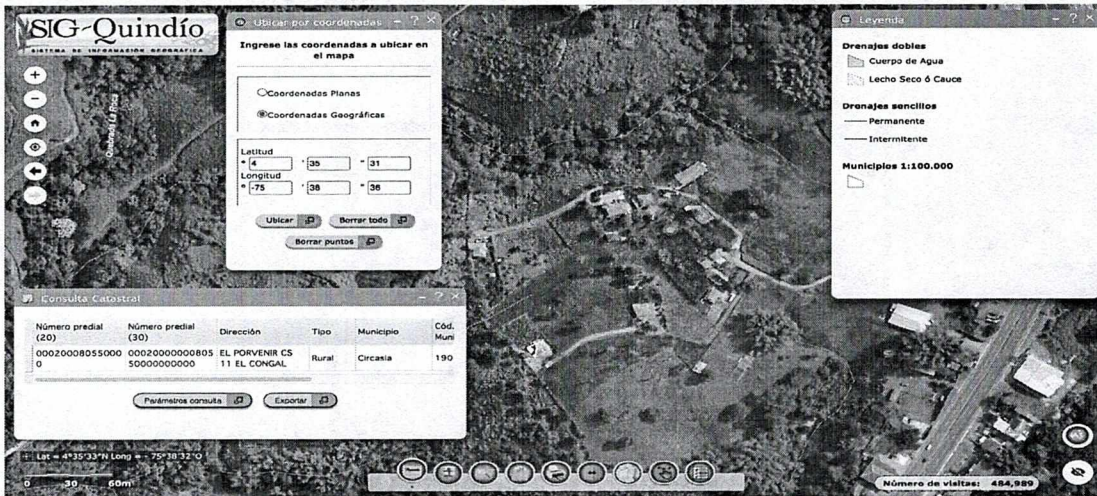 SIG-Quindío
SISTEMA DE INFORMACIÓN GEOGRÁFICA
Ubicar por coordenadas
Ingrese las coordenadas a ubicar en
el mapa
Coordenadas Planas
Coordenadas Geográficas
Latitud
° 4 ' 35 " 31
Longitud
° -75 ' 38 " 36
Ubicar
Borrar todo
Borrar puntos
Leyenda
Drenajes dobles
Cuerpo de Agua
Lecho Seco ó Cauce
Drenajes sencillos
Permanente
Intermitente
Municipios 1:100.000
Consulta Catastral
Número predial (20) Número predial (30) Dirección Tipo Municipio Cód. Muni
00020008055000 00020000000805 EL PORVENIR CS Rural Circasia 190
0 50000000000 11 EL CONGAL
Parámetros consulta
Exportar
Lat = 4°35'33"N Long = - 75°38'32"O
0 30 60m
Número de visitas: 484,989